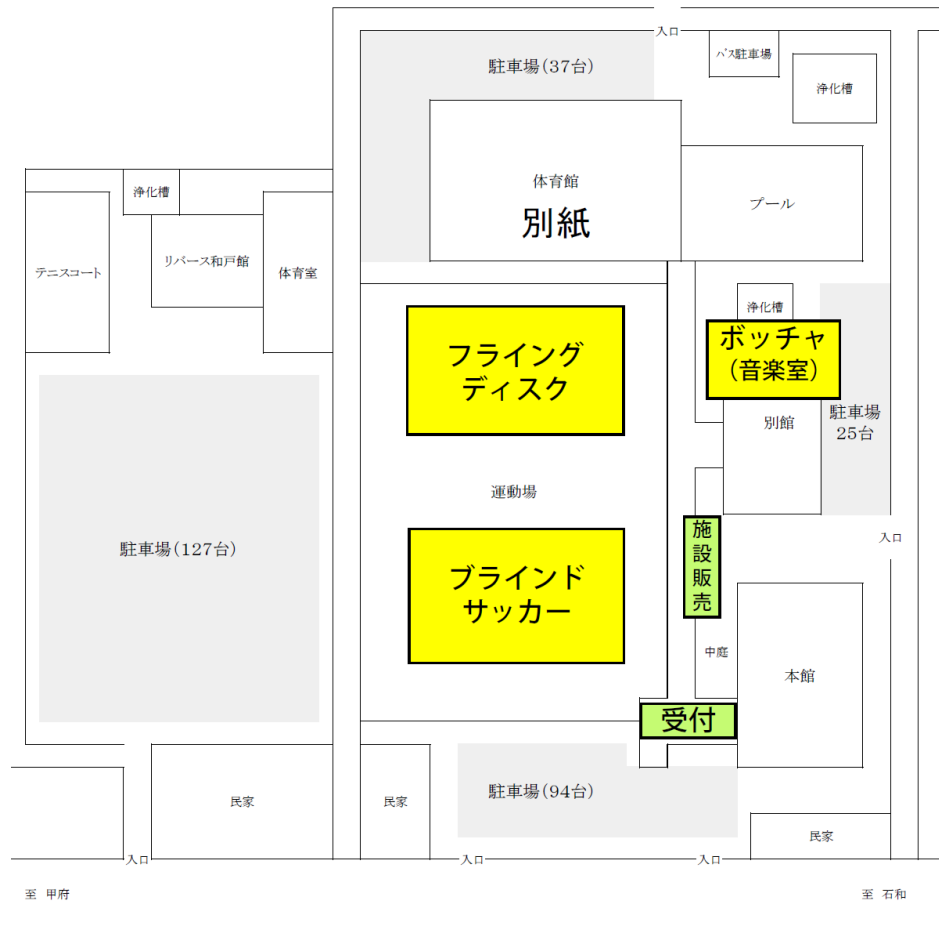 入口
駐車場(37台)
バス駐車場
浄化槽
体育館
別紙
プール
浄化槽
リバース和戸館
体育室
テニスコート
浄化槽
フライング
ディスク
ボッチャ
(音楽室)
駐車場
25台
別館
運動場
駐車場(127台)
施設販売
入口
ブラインド
サッカー
中庭
本館
受付
駐車場(94台)
民家
民家
民家
入口
入口
入口
至 甲府
至 石和